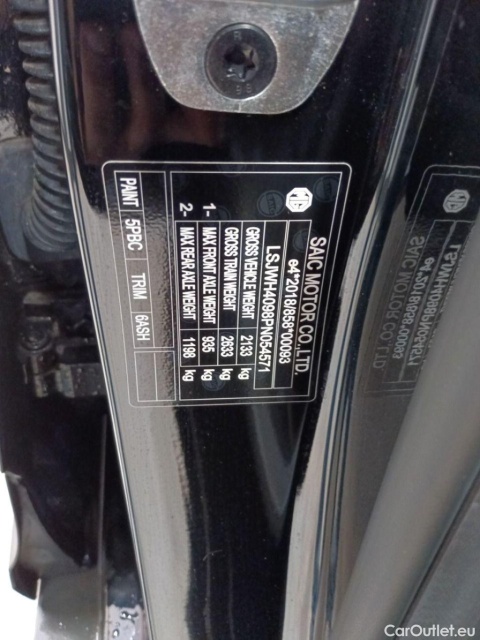 MG
SAIC MOTOR CO.,LTD.
e4*2018/858*00093
LSJWH4098PN054571
GROSS VEHICLE WEIGHT 2133 kg
GROSS TRAIN WEIGHT 2633 kg
1- MAX FRONT AXLE WEIGHT 935 kg
2- MAX REAR AXLE WEIGHT 1198 kg
PAINT 5PBC TRIM 6ASH
CarOutlet.eu